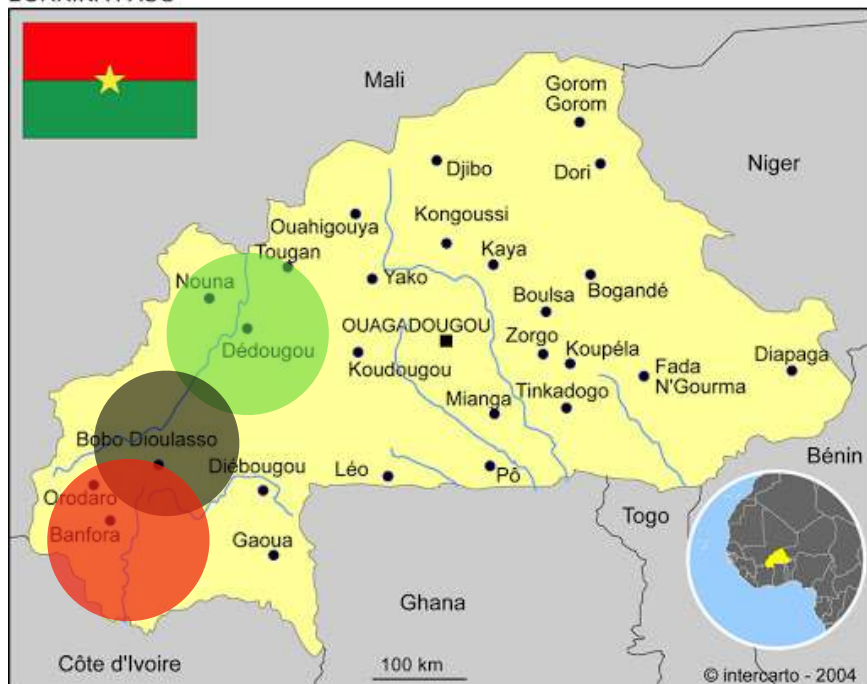 Mali
Gorom
Gorom
Niger
Djibo
Dori
Ouahigouya
Kongoussi
Tougan
Kaya
Nouna
Yako
Bogandé
Boulsa
OUAGADOUGOU
Dédougou
Zorgo
Koupéla
Koudougou
Fada
N'Gourma
Diapaga
Mianga
Tinkadogo
Bobo Dioulasso
Bénin
Diébougou
Léo
Pô
Orodaro
Banfora
Togo
Gaoua
Ghana
Côte d'Ivoire
100 km
© intercarto - 2004